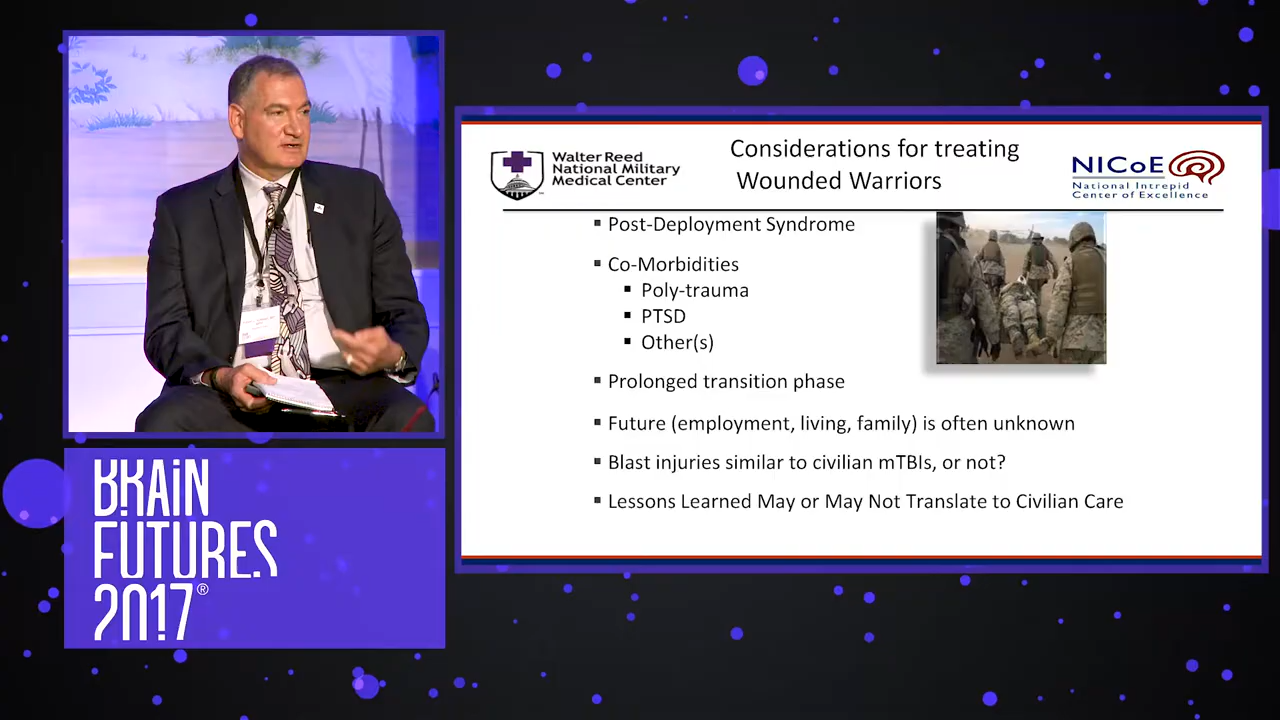 BRAIN
FUTURES
2017®
Walter Reed
National Military
Medical Center
Considerations for treating
Wounded Warriors
NICoE
National Intrepid
Center of Excellence
▪ Post-Deployment Syndrome
▪ Co-Morbidities
▪ Poly-trauma
▪ PTSD
▪ Other(s)
▪ Prolonged transition phase
▪ Future (employment, living, family) is often unknown
▪ Blast injuries similar to civilian mTBIs, or not?
▪ Lessons Learned May or May Not Translate to Civilian Care